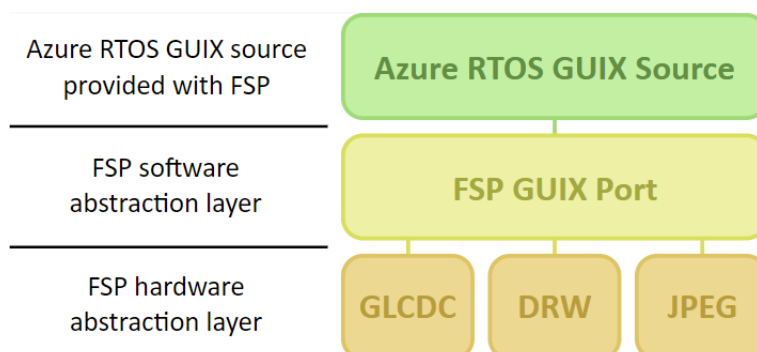 Azure RTOS GUIX source
provided with FSP
Azure RTOS GUIX Source
FSP software
abstraction layer
FSP GUIX Port
FSP hardware
abstraction layer
GLCDC
DRW
JPEG